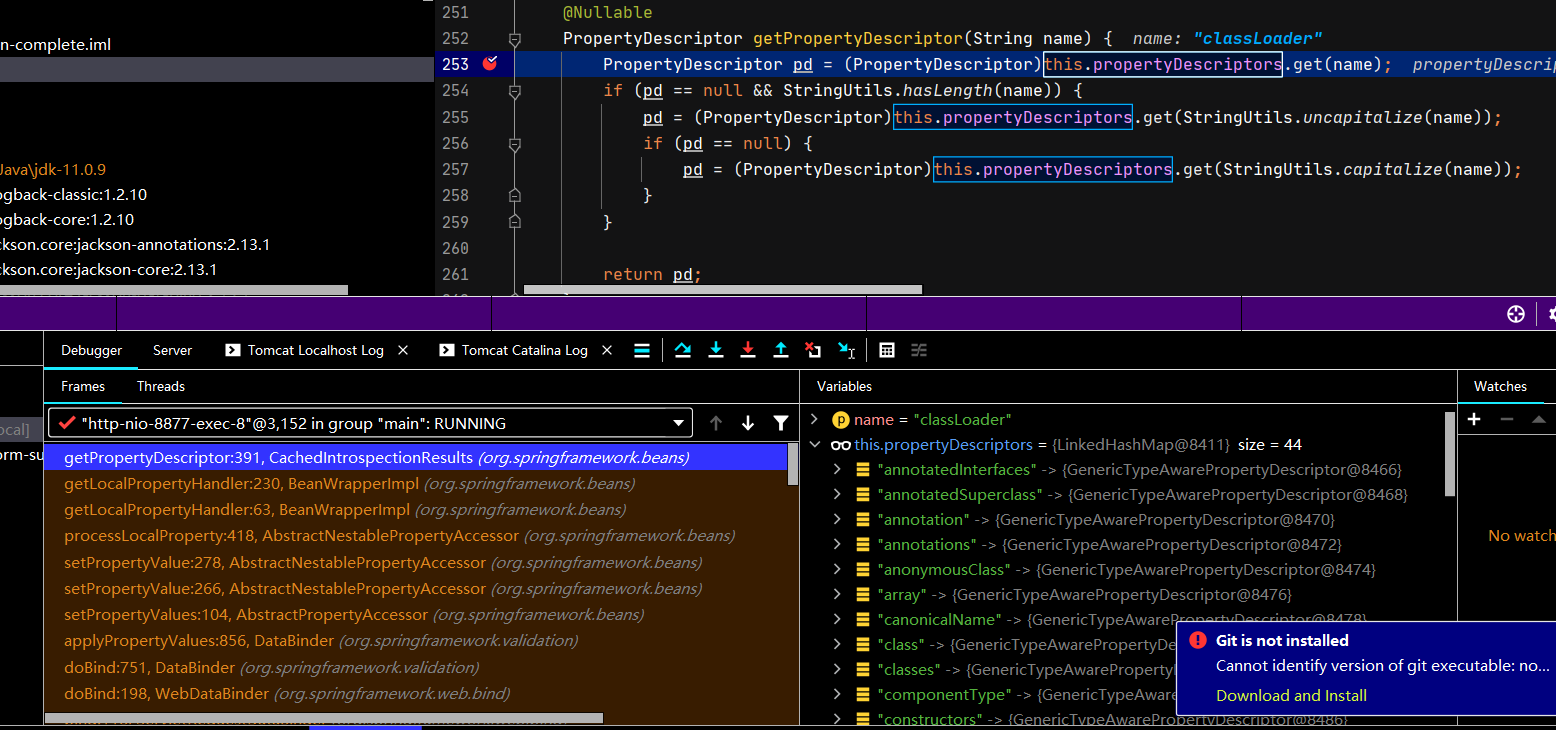 n-complete.iml
Java\jdk-11.0.9
ogback-classic:1.2.10
ogback-core:1.2.10
ckson.core:jackson-annotations:2.13.1
ckson.core:jackson-core:2.13.1
251 @Nullable
252 PropertyDescriptor getPropertyDescriptor(String name) { name: "classLoader"
253 PropertyDescriptor pd = (PropertyDescriptor)this.propertyDescriptors.get(name); propertyDescrip
254 if (pd == null && StringUtils.hasLength(name)) {
255 pd = (PropertyDescriptor)this.propertyDescriptors.get(StringUtils.uncapitalize(name));
256 if (pd == null) {
257 pd = (PropertyDescriptor)this.propertyDescriptors.get(StringUtils.capitalize(name));
258 }
259 }
260
261 return pd;
Debugger Server Tomcat Localhost Log Tomcat Catalina Log
Frames Threads
ocal]
orm-su
"http-nio-8877-exec-8"@3,152 in group "main": RUNNING
getPropertyDescriptor:391, CachedIntrospectionResults (org.springframework.beans)
getLocalPropertyHandler:230, BeanWrapperImpl (org.springframework.beans)
getLocalPropertyHandler:63, BeanWrapperImpl (org.springframework.beans)
processLocalProperty:418, AbstractNestablePropertyAccessor (org.springframework.beans)
setPropertyValue:278, AbstractNestablePropertyAccessor (org.springframework.beans)
setPropertyValue:266, AbstractNestablePropertyAccessor (org.springframework.beans)
setPropertyValues:104, AbstractPropertyAccessor (org.springframework.beans)
applyPropertyValues:856, DataBinder (org.springframework.validation)
doBind:751, DataBinder (org.springframework.validation)
doBind:198, WebDataBinder (org.springframework.web.bind)
Variables
p name = "classLoader"
this.propertyDescriptors = {LinkedHashMap@8411} size = 44
"annotatedInterfaces" -> {GenericTypeAwarePropertyDescriptor@8466}
"annotatedSuperclass" -> {GenericTypeAwarePropertyDescriptor@8468}
"annotation" -> {GenericTypeAwarePropertyDescriptor@8470}
"annotations" -> {GenericTypeAwarePropertyDescriptor@8472}
"anonymousClass" -> {GenericTypeAwarePropertyDescriptor@8474}
"array" -> {GenericTypeAwarePropertyDescriptor@8476}
"canonicalName" -> {GenericTypeAwarePropertyDescriptor@8478}
"class" -> {GenericTypeAwarePropertyDe
"classes" -> {GenericTypeAwareProperty
"componentType" -> {GenericTypeAware
"constructors" -> {GenericTypeAwarePropertyDescriptor@8486}
Watches
No watch
Git is not installed
Cannot identify version of git executable: no...
Download and Install